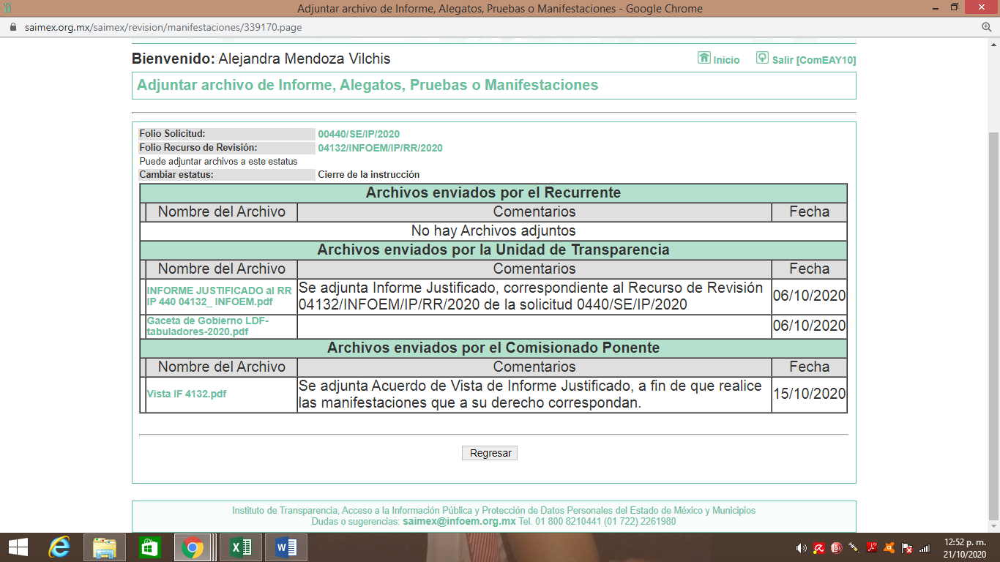 Adjuntar archivo de Informe, Alegatos, Pruebas o Manifestaciones - Google Chrome
saimex.org.mx/saimex/revision/manifestaciones/339170.page
Bienvenido: Alejandra Mendoza Vilchis
Inicio
Salir [ComEAY10]
Adjuntar archivo de Informe, Alegatos, Pruebas o Manifestaciones
Folio Solicitud: 00440/SE/IP/2020
Folio Recurso de Revisión: 04132/INFOEM/IP/RR/2020
Puede adjuntar archivos a este estatus
Cambiar estatus: Cierre de la instrucción
Archivos enviados por el Recurrente
Nombre del Archivo Comentarios Fecha
No hay Archivos adjuntos
Archivos enviados por la Unidad de Transparencia
Nombre del Archivo Comentarios Fecha
INFORME JUSTIFICADO al RR
IP 440 04132_ INFOEM.pdf
Se adjunta Informe Justificado, correspondiente al Recurso de Revisión
04132/INFOEM/IP/RR/2020 de la solicitud 0440/SE/IP/2020
06/10/2020
Gaceta de Gobierno LDF-
tabuladores-2020.pdf
06/10/2020
Archivos enviados por el Comisionado Ponente
Nombre del Archivo Comentarios Fecha
Vista IF 4132.pdf
Se adjunta Acuerdo de Vista de Informe Justificado, a fin de que realice
las manifestaciones que a su derecho correspondan.
15/10/2020
Regresar
Instituto de Transparencia, Acceso a la Información Pública y Protección de Datos Personales del Estado de México y Municipios
Dudas o sugerencias: saimex@infoem.org.mx Tel. 01 800 8210441 (01 722) 2261980
12:52 p. m.
21/10/2020